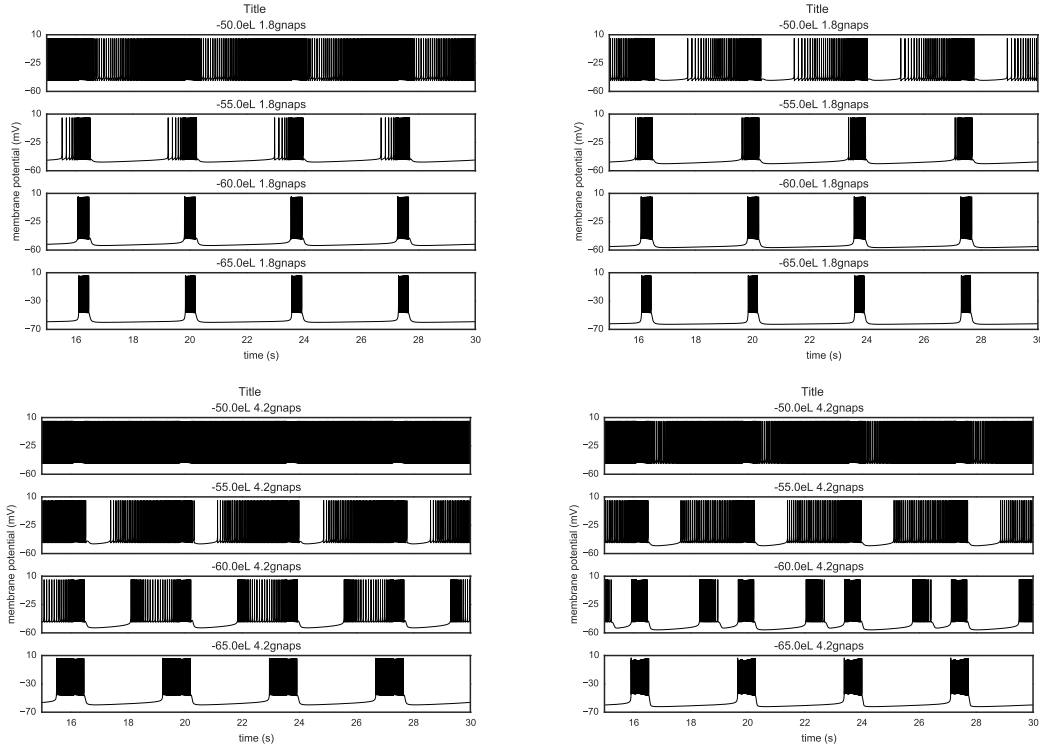 Title
-50.0eL 1.8gnaps
10
−25
−60
-55.0eL 1.8gnaps
10
−25
−60
-60.0eL 1.8gnaps
10
−25
−60
-65.0eL 1.8gnaps
10
−30
−70
16 18 20 22 24 26 28 30
time (s)
membrane potential (mV)
Title
-50.0eL 1.8gnaps
10
−25
−60
-55.0eL 1.8gnaps
10
−25
−60
-60.0eL 1.8gnaps
10
−25
−60
-65.0eL 1.8gnaps
10
−30
−70
16 18 20 22 24 26 28 30
time (s)
membrane potential (mV)
Title
-50.0eL 4.2gnaps
10
−25
−60
-55.0eL 4.2gnaps
10
−25
−60
-60.0eL 4.2gnaps
10
−25
−60
-65.0eL 4.2gnaps
10
−30
−70
16 18 20 22 24 26 28 30
time (s)
membrane potential (mV)
Title
-50.0eL 4.2gnaps
10
−25
−60
-55.0eL 4.2gnaps
10
−25
−60
-60.0eL 4.2gnaps
10
−25
−60
-65.0eL 4.2gnaps
10
−30
−70
16 18 20 22 24 26 28 30
time (s)
membrane potential (mV)